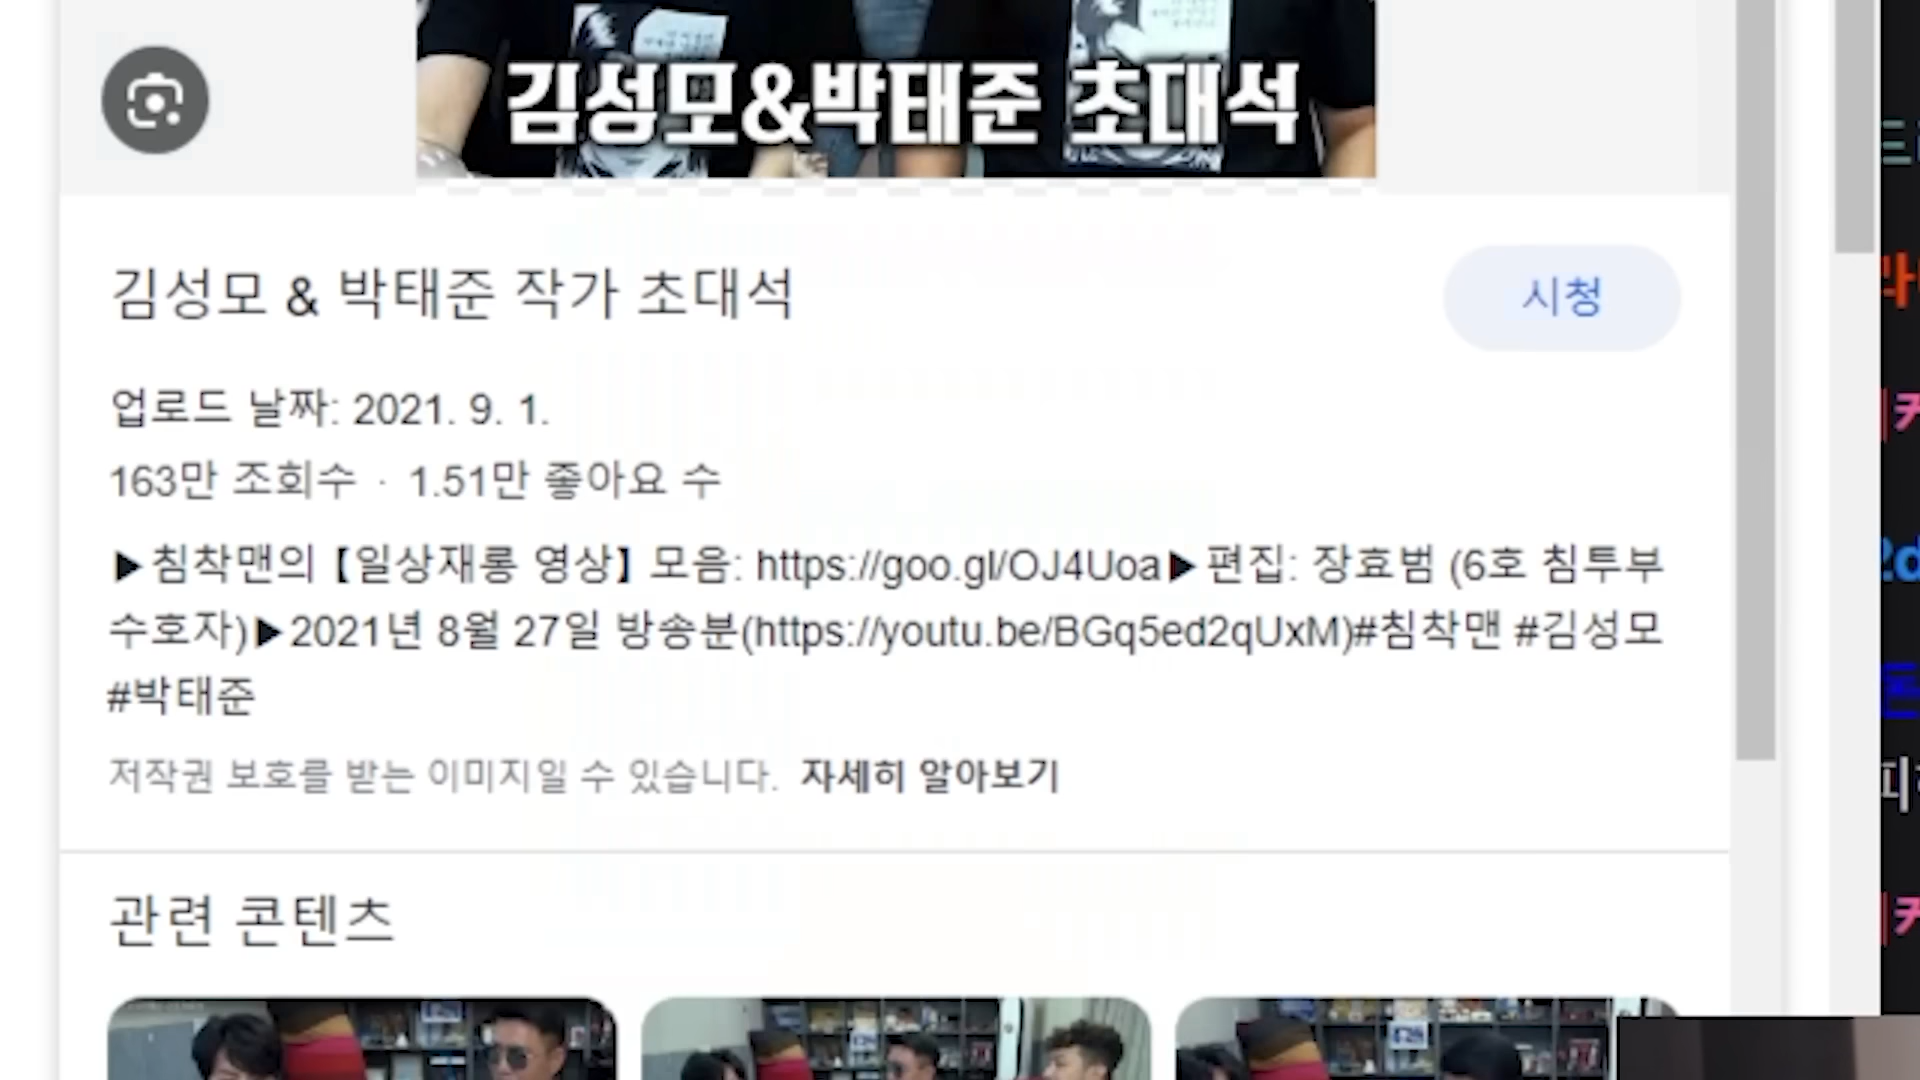 김성모&박태준 초대석
김성모 & 박태준 작가 초대석
시청
업로드 날짜: 2021. 9. 1.
163만 조회수 · 1.51만 좋아요 수
▶침착맨의【일상재롱 영상】모음: https://goo.gl/OJ4Uoa▶편집: 장효범 (6호 침투부
수호자)▶2021년 8월 27일 방송분(https://youtu.be/BGq5ed2qUxM)#침착맨 #김성모
#박태준
저작권 보호를 받는 이미지일 수 있습니다. 자세히 알아보기
관련 콘텐츠